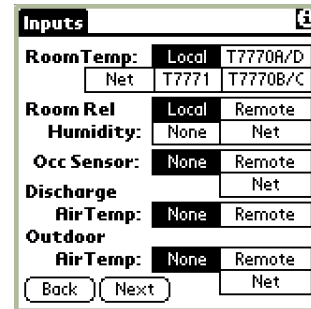 Inputs i
RoomTemp: Local T7770A/D
Net T7771 T7770B/C
Room Rel Local Remote
Humidity: None Net
Occ Sensor: None Remote
Net
Discharge
AirTemp: None Remote
Outdoor
AirTemp: None Remote
Net
Back Next